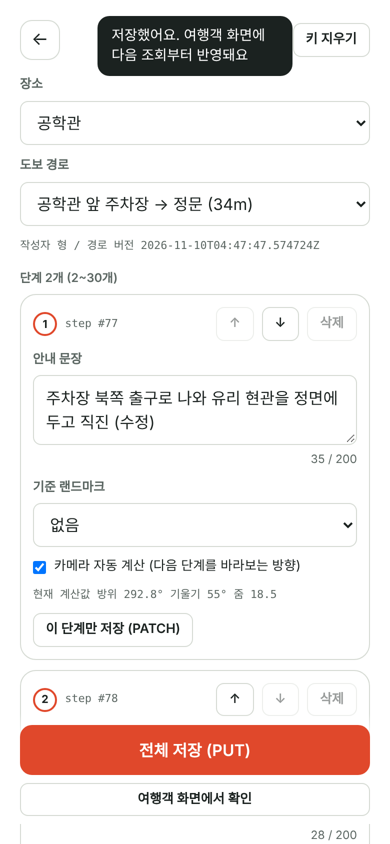 ←
저장했어요. 여행객 화면에
다음 조회부터 반영돼요
키 지우기
장소
공학관
도보 경로
공학관 앞 주차장 → 정문 (34m)
작성자 형 / 경로 버전 2026-11-10T04:47:47.574724Z
단계 2개 (2~30개)
1 step #77 ↑ ↓ 삭제
안내 문장
주차장 북쪽 출구로 나와 유리 현관을 정면에
두고 직진 (수정)
35 / 200
기준 랜드마크
없음
카메라 자동 계산 (다음 단계를 바라보는 방향)
현재 계산값 방위 292.8° 기울기 55° 줌 18.5
이 단계만 저장 (PATCH)
2 step #78 ↑ ↓ 삭제
전체 저장 (PUT)
여행객 화면에서 확인
28 / 200